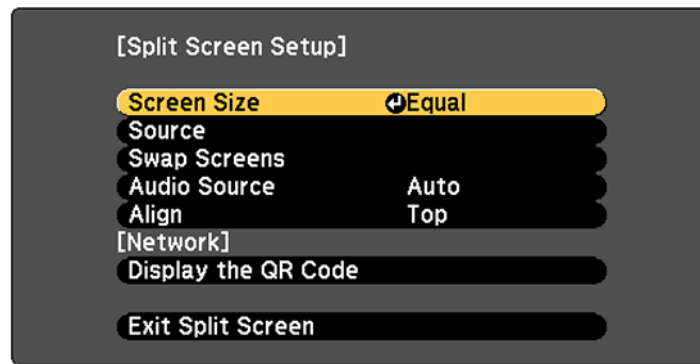 [Split Screen Setup]
Screen Size Equal
Source
Swap Screens
Audio Source Auto
Align Top
[Network]
Display the QR Code
Exit Split Screen